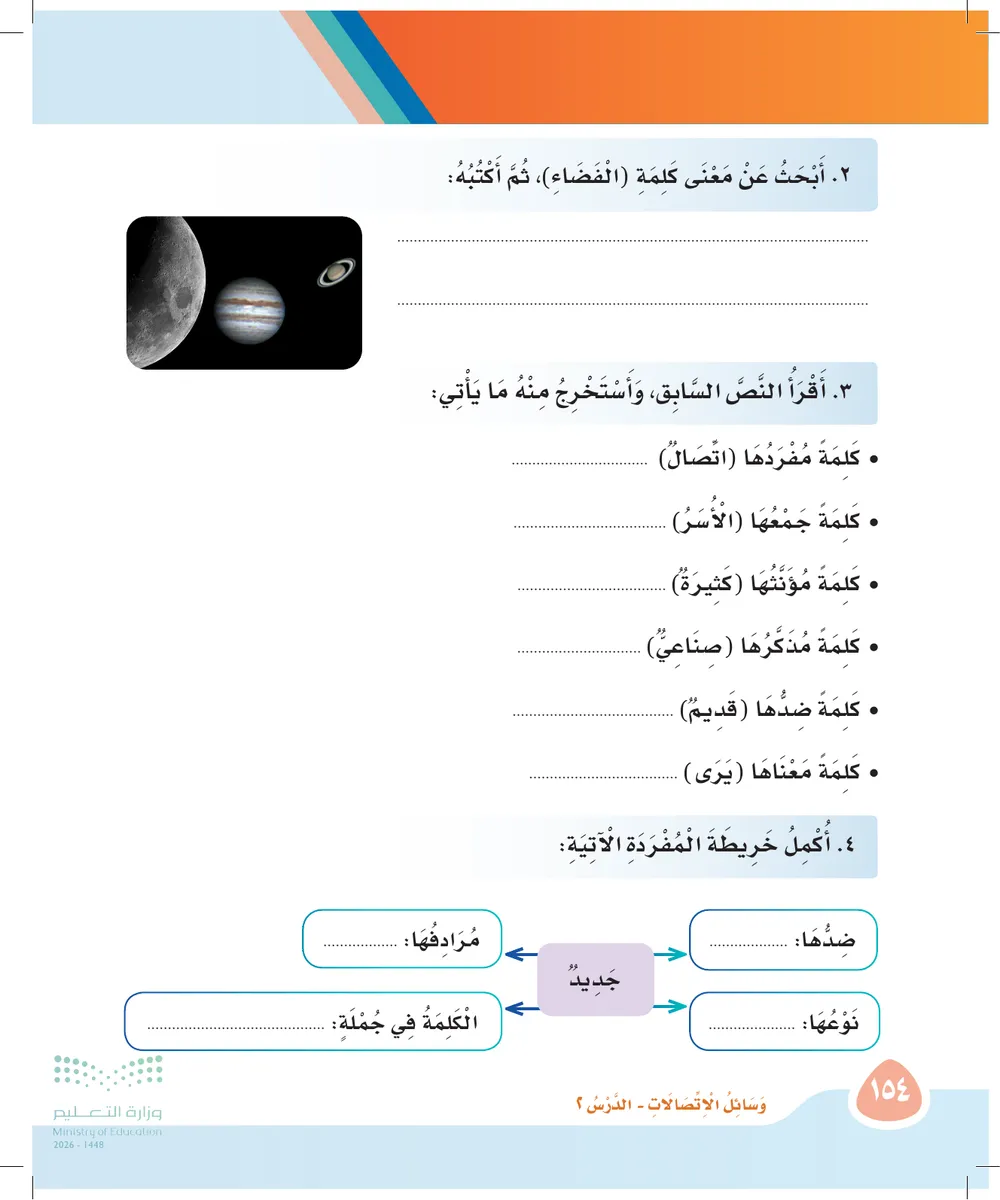 ٢. أَبْحَثُ عَنْ مَعْنَى كَلِمَةِ (الْفَضَاءِ)، ثُمَّ أَكْتُبُهُ:
................................................
................................................
٣. أَقْرَأُ النَّصَّ السَّابِقَ، وَأَسْتَخْرِجُ مِنْهُ مَا يَأْتِي:
• كَلِمَةً مُفْرَدُهَا (اتِّصَالٌ) .................................
• كَلِمَةً جَمْعُهَا (الْأُسَرُ) .................................
• كَلِمَةً مُؤَنَّثُهَا (كَثِيرَةٌ) .................................
• كَلِمَةً مُذَكَّرُهَا (صِنَاعِيٌّ) .................................
• كَلِمَةً ضِدُّهَا (قَدِيمٌ) .................................
• كَلِمَةً مَعْنَاهَا (يَرَى) .................................
٤. أُكْمِلُ خَرِيطَةَ الْمُفْرَدَةِ الْآتِيَةِ:
ضِدُّهَا: ...................
مُرَادِفُهَا: ..................
جَدِيدٌ
نَوْعُهَا: .....................
الْكَلِمَةُ فِي جُمْلَةٍ: ...........................................
١٥٤
وَسَائِلُ الْاِتِّصَالَاتِ - الدَّرْسُ ٢
وزارة التعليم
Ministry of Education
2026 - 1448